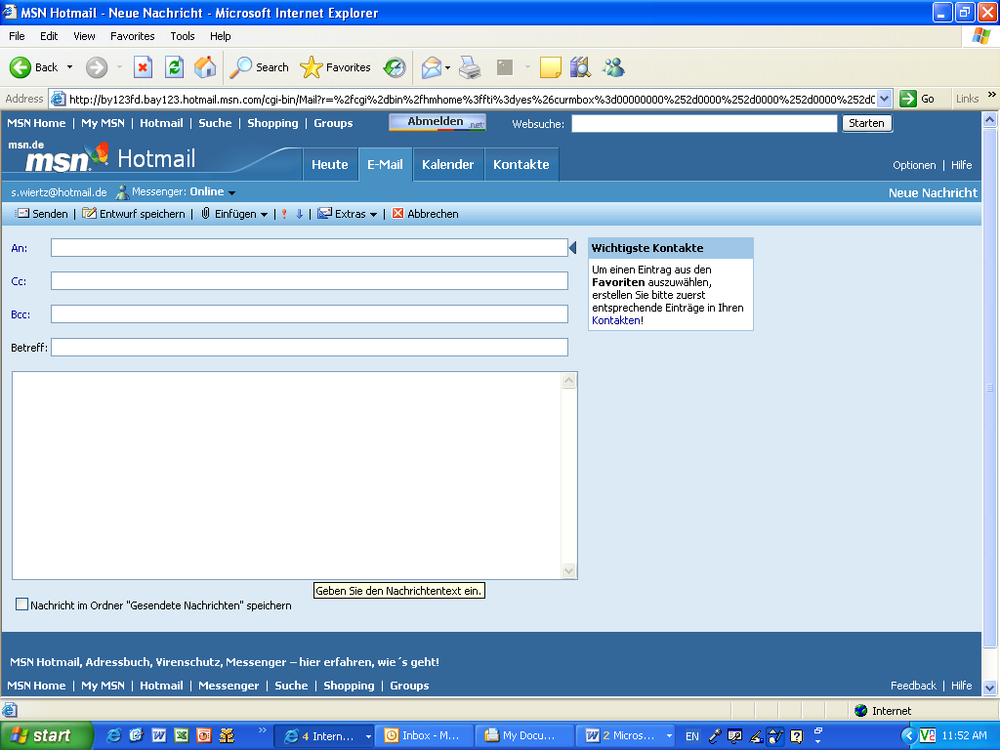 MSN Hotmail - Neue Nachricht - Microsoft Internet Explorer
File Edit View Favorites Tools Help
Back Search Favorites
Address http://by123fd.bay123.hotmail.msn.com/cgi-bin/Mail?r=%2fcgi%2dbin%2fhmhome%3ffti%3dyes%26curmbox%3d00000000%252d0000%252d0000%252d0000%252d0 Go Links »
MSN Home | My MSN | Hotmail | Suche | Shopping | Groups Abmelden .net Websuche: Starten
msn.de
msn Hotmail Heute E-Mail Kalender Kontakte Optionen | Hilfe
s.wiertz@hotmail.de Messenger: Online Neue Nachricht
Senden | Entwurf speichern | Einfügen | ! | Extras | Abbrechen
An:
Wichtigste Kontakte
Um einen Eintrag aus den
Favoriten auszuwählen,
erstellen Sie bitte zuerst
entsprechende Einträge in Ihren
Kontakten!
Cc:
Bcc:
Betreff:
Geben Sie den Nachrichtentext ein.
Nachricht im Ordner "Gesendete Nachrichten" speichern
MSN Hotmail, Adressbuch, Virenschutz, Messenger – hier erfahren, wie´s geht!
MSN Home | My MSN | Hotmail | Messenger | Suche | Shopping | Groups Feedback | Hilfe
Internet
start » 4 Intern... Inbox - M... My Docu... 2 Micros... EN 11:52 AM